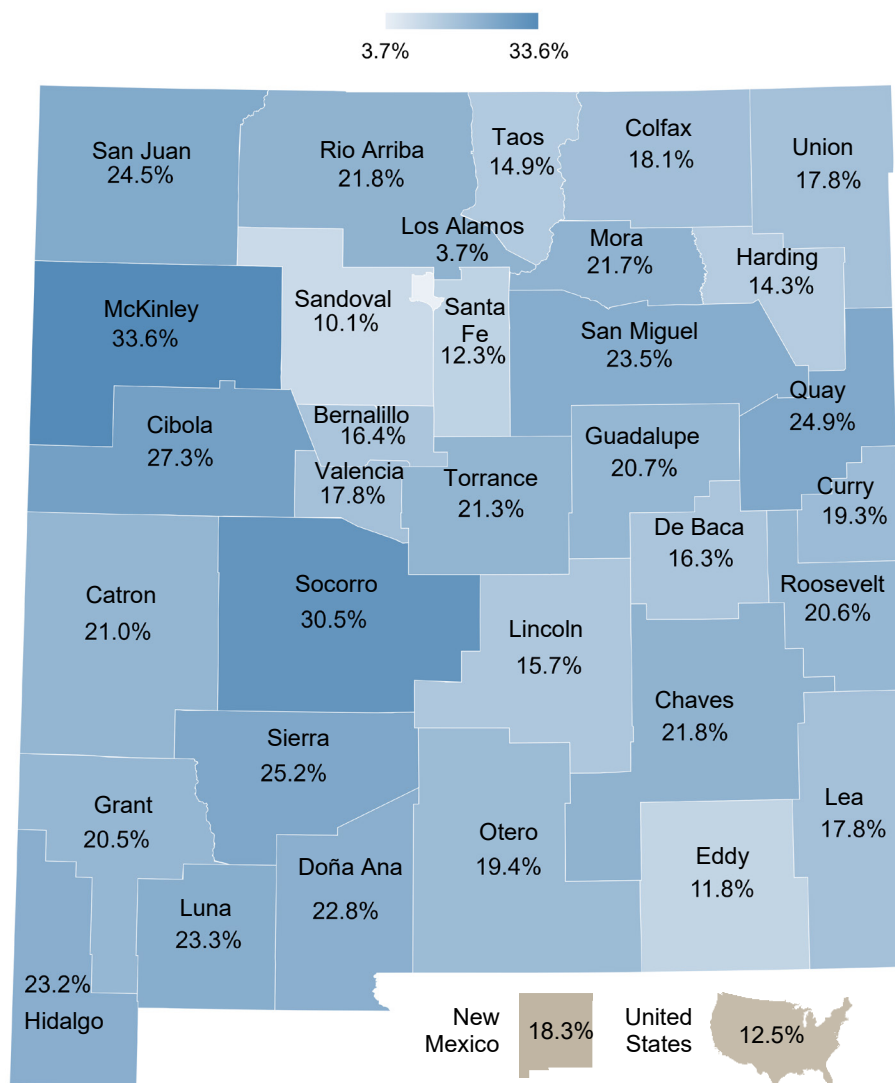 3.7%
33.6%
San Juan
24.5%
Rio Arriba
21.8%
Taos
14.9%
Colfax
18.1%
Union
17.8%
Los Alamos
3.7%
Mora
21.7%
Harding
14.3%
McKinley
33.6%
Sandoval
10.1%
Santa
Fe
12.3%
San Miguel
23.5%
Quay
24.9%
Cibola
27.3%
Bernalillo
16.4%
Valencia
17.8%
Torrance
21.3%
Guadalupe
20.7%
Curry
19.3%
De Baca
16.3%
Catron
21.0%
Socorro
30.5%
Roosevelt
20.6%
Lincoln
15.7%
Chaves
21.8%
Sierra
25.2%
Grant
20.5%
Otero
19.4%
Lea
17.8%
Eddy
11.8%
Doña Ana
22.8%
Luna
23.3%
23.2%
Hidalgo
New
Mexico
18.3%
United
States
12.5%